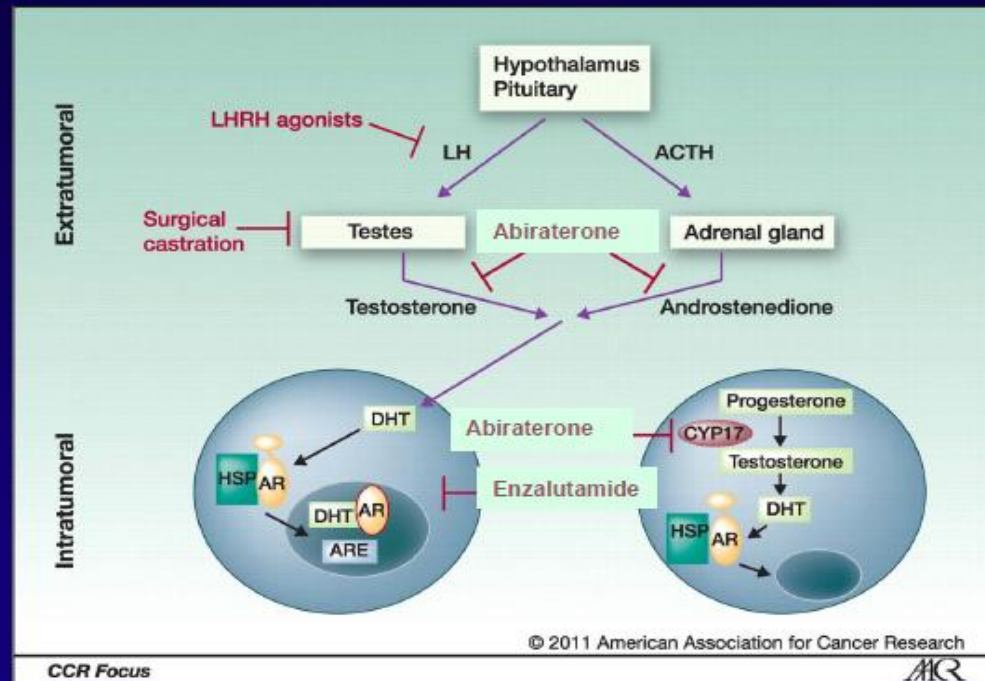 Hypothalamus
Pituitary
Extratumoral
LHRH agonists
LH
ACTH
Surgical
castration
Testes
Abiraterone
Adrenal gland
Testosterone
Androstenedione
Intratumoral
DHT
HSP
AR
DHT
AR
ARE
Abiraterone
Enzalutamide
Progesterone
CYP17
Testosterone
DHT
HSP
AR
© 2011 American Association for Cancer Research
CCR Focus
AACR